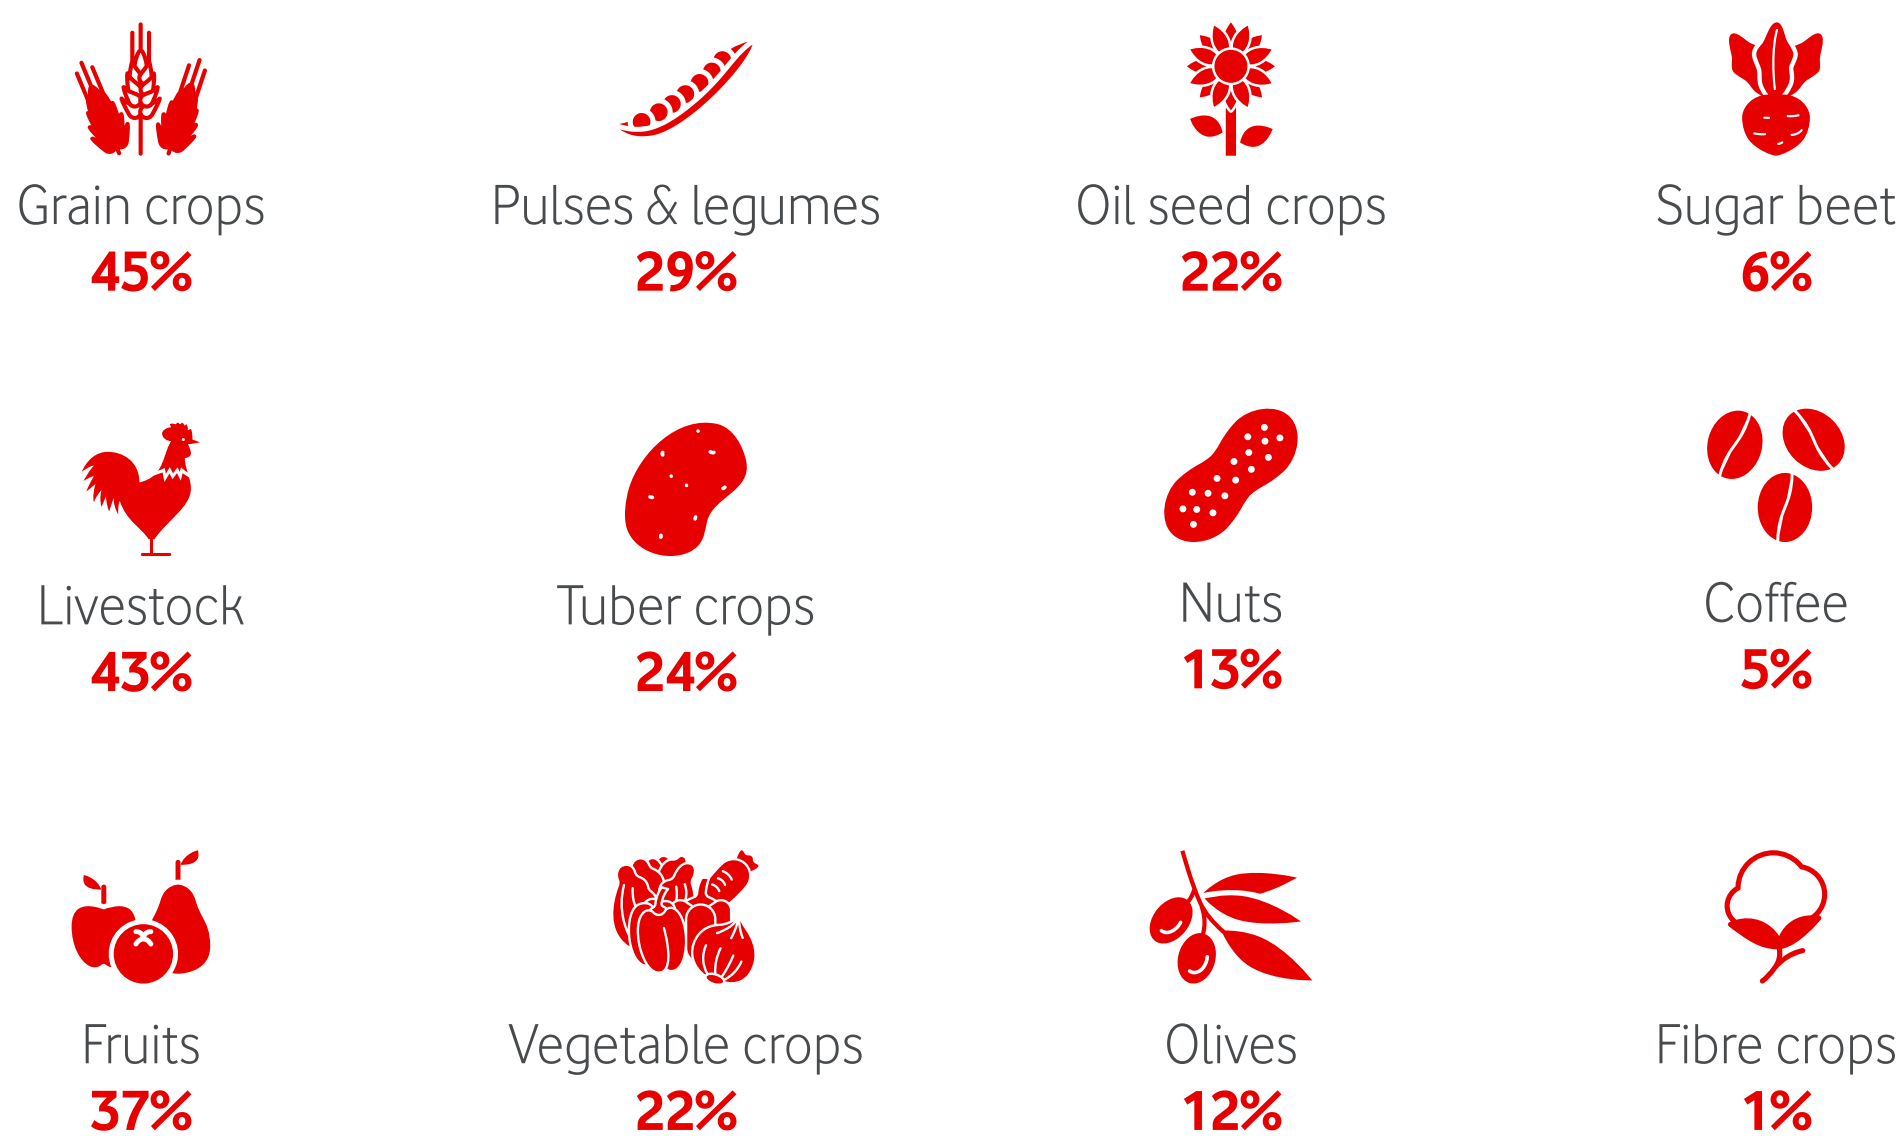 Grain crops
45%
Pulses & legumes
29%
Oil seed crops
22%
Sugar beet
6%
Livestock
43%
Tuber crops
24%
Nuts
13%
Coffee
5%
Fruits
37%
Vegetable crops
22%
Olives
12%
Fibre crops
1%